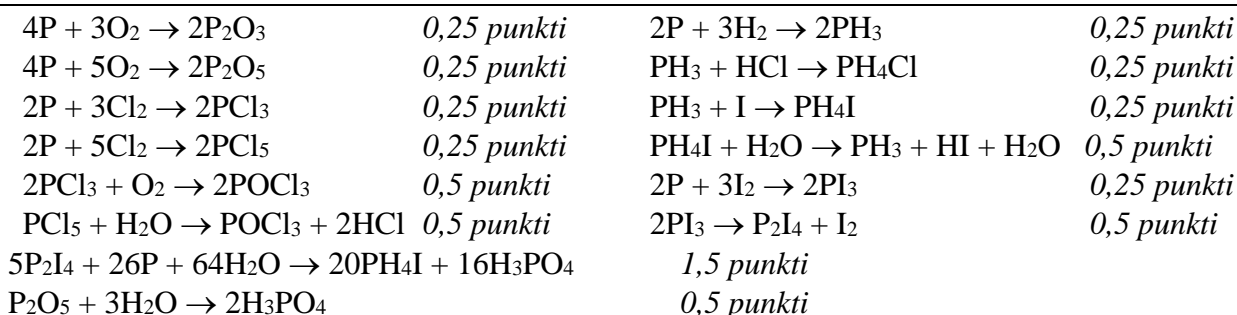 4P + 3O₂ → 2P₂O₃ 0,25 punkti 2P + 3H₂ → 2PH₃ 0,25 punkti
4P + 5O₂ → 2P₂O₅ 0,25 punkti PH₃ + HCl → PH₄Cl 0,25 punkti
2P + 3Cl₂ → 2PCl₃ 0,25 punkti PH₃ + I → PH₄I 0,25 punkti
2P + 5Cl₂ → 2PCl₅ 0,25 punkti PH₄I + H₂O → PH₃ + HI + H₂O 0,5 punkti
2PCl₃ + O₂ → 2POCl₃ 0,5 punkti 2P + 3I₂ → 2PI₃ 0,25 punkti
PCl₅ + H₂O → POCl₃ + 2HCl 0,5 punkti 2PI₃ → P₂I₄ + I₂ 0,5 punkti
5P₂I₄ + 26P + 64H₂O → 20PH₄I + 16H₃PO₄ 1,5 punkti
P₂O₅ + 3H₂O → 2H₃PO₄ 0,5 punkti